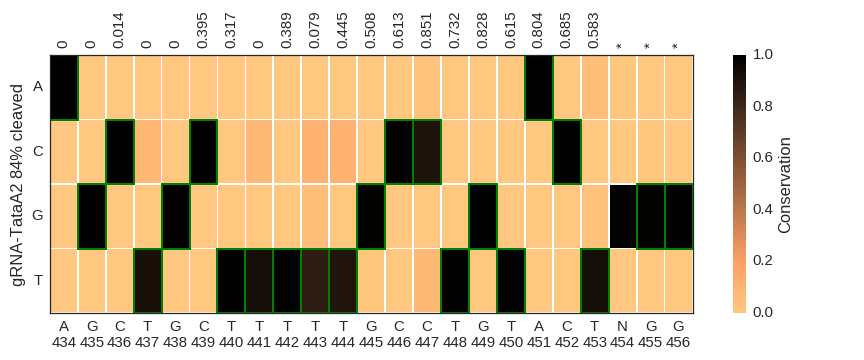 0 0 0.014 0 0 0.395 0.317 0 0.389 0.079 0.445 0.508 0.613 0.851 0.732 0.828 0.615 0.804 0.685 0.583 * * *
gRNA-TataA2 84% cleaved
A
C
G
T
A G C T G C T T T T T G C C T G T A C T N G G
434 435 436 437 438 439 440 441 442 443 444 445 446 447 448 449 450 451 452 453 454 455 456
1.0
0.8
0.6
0.4
0.2
0.0
Conservation